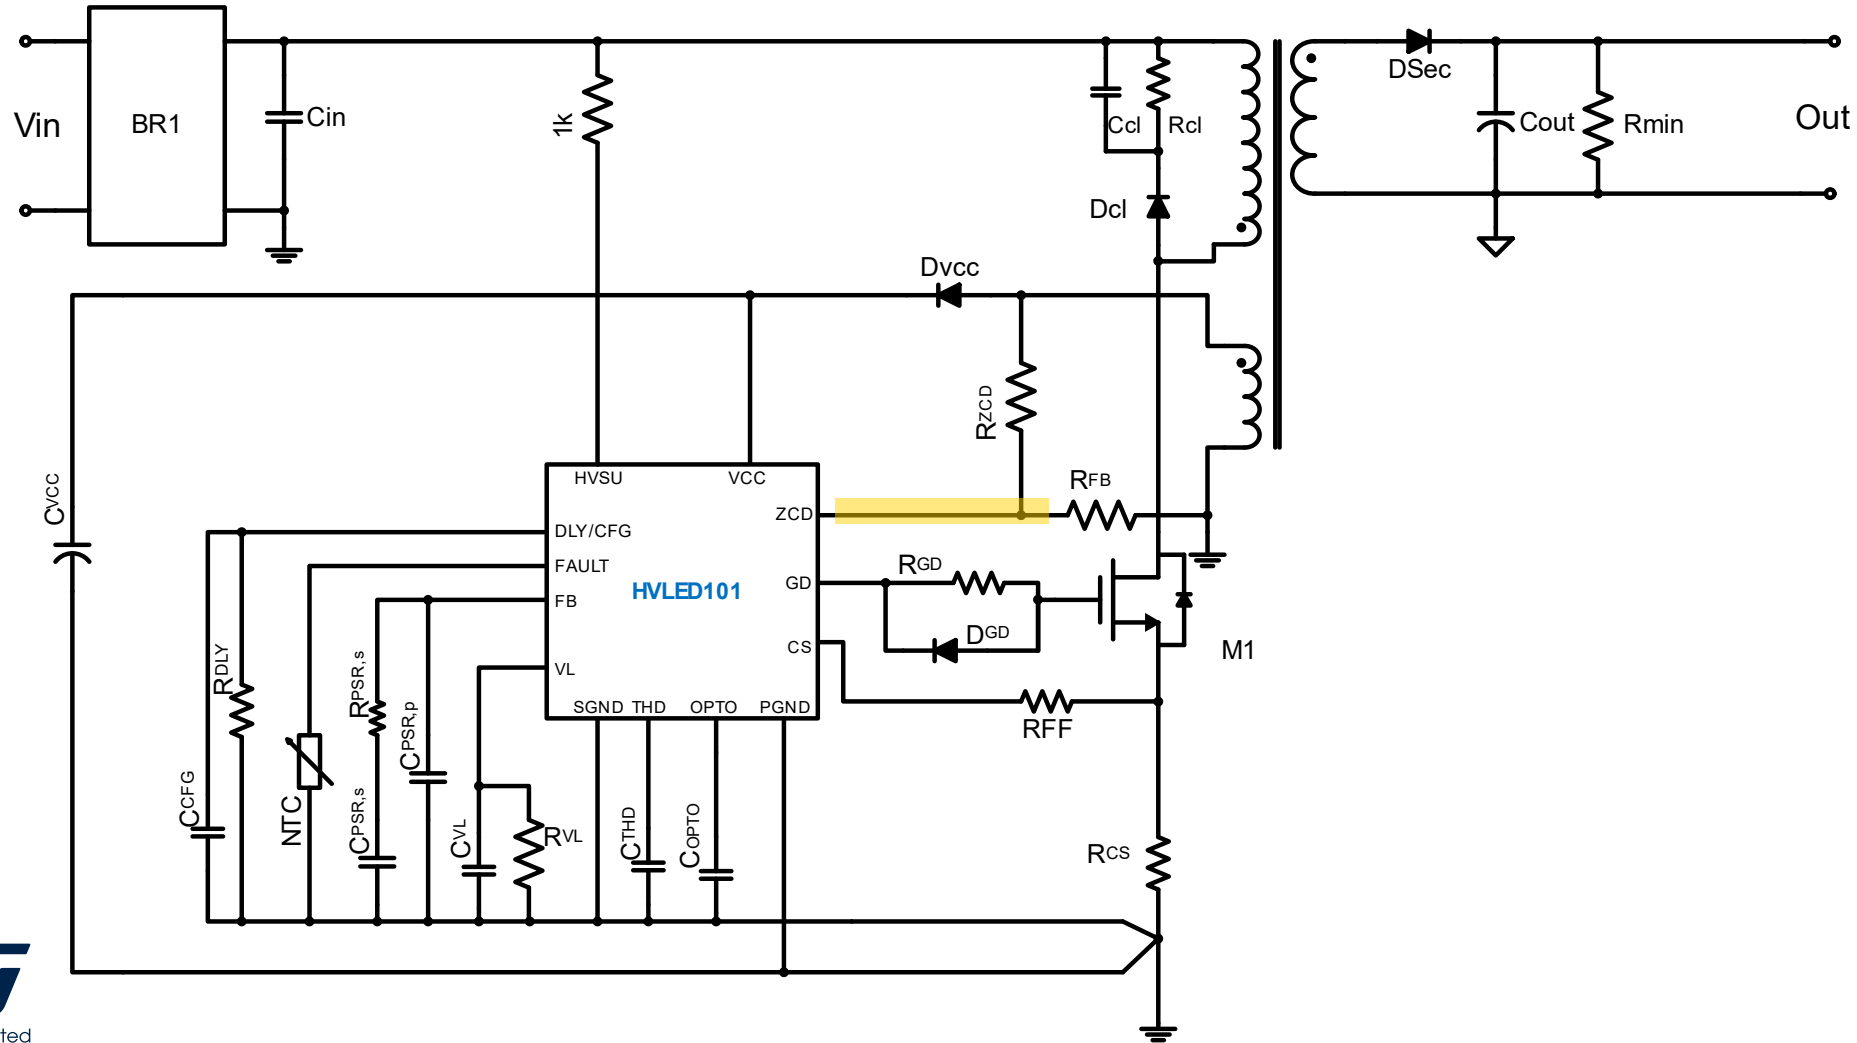 Vin
BR1
Cin
1k
Ccl
Rcl
Dcl
DSec
Cout
Rmin
Out
Dvcc
RZCD
CVCC
HVSU
VCC
RFB
ZCD
DLY/CFG
FAULT
FB
VL
HVLED101
GD
CS
RGD
DGD
M1
SGND
THD
OPTO
PGND
RFF
RDLY
RPSR,s
CPSR,p
CCFG
NTC
CPSR,s
CVL
RVL
CTHD
COPTO
RCS
ted